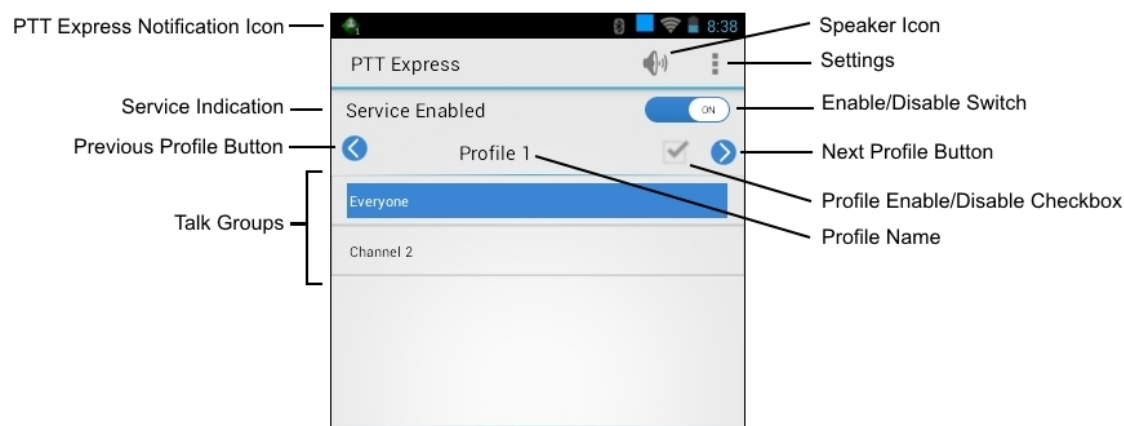 PTT Express Notification Icon
1
8:38
Speaker Icon
PTT Express
Settings
Service Indication
Service Enabled
ON
Enable/Disable Switch
Previous Profile Button
Profile 1
Next Profile Button
Talk Groups
Everyone
Profile Enable/Disable Checkbox
Profile Name
Channel 2